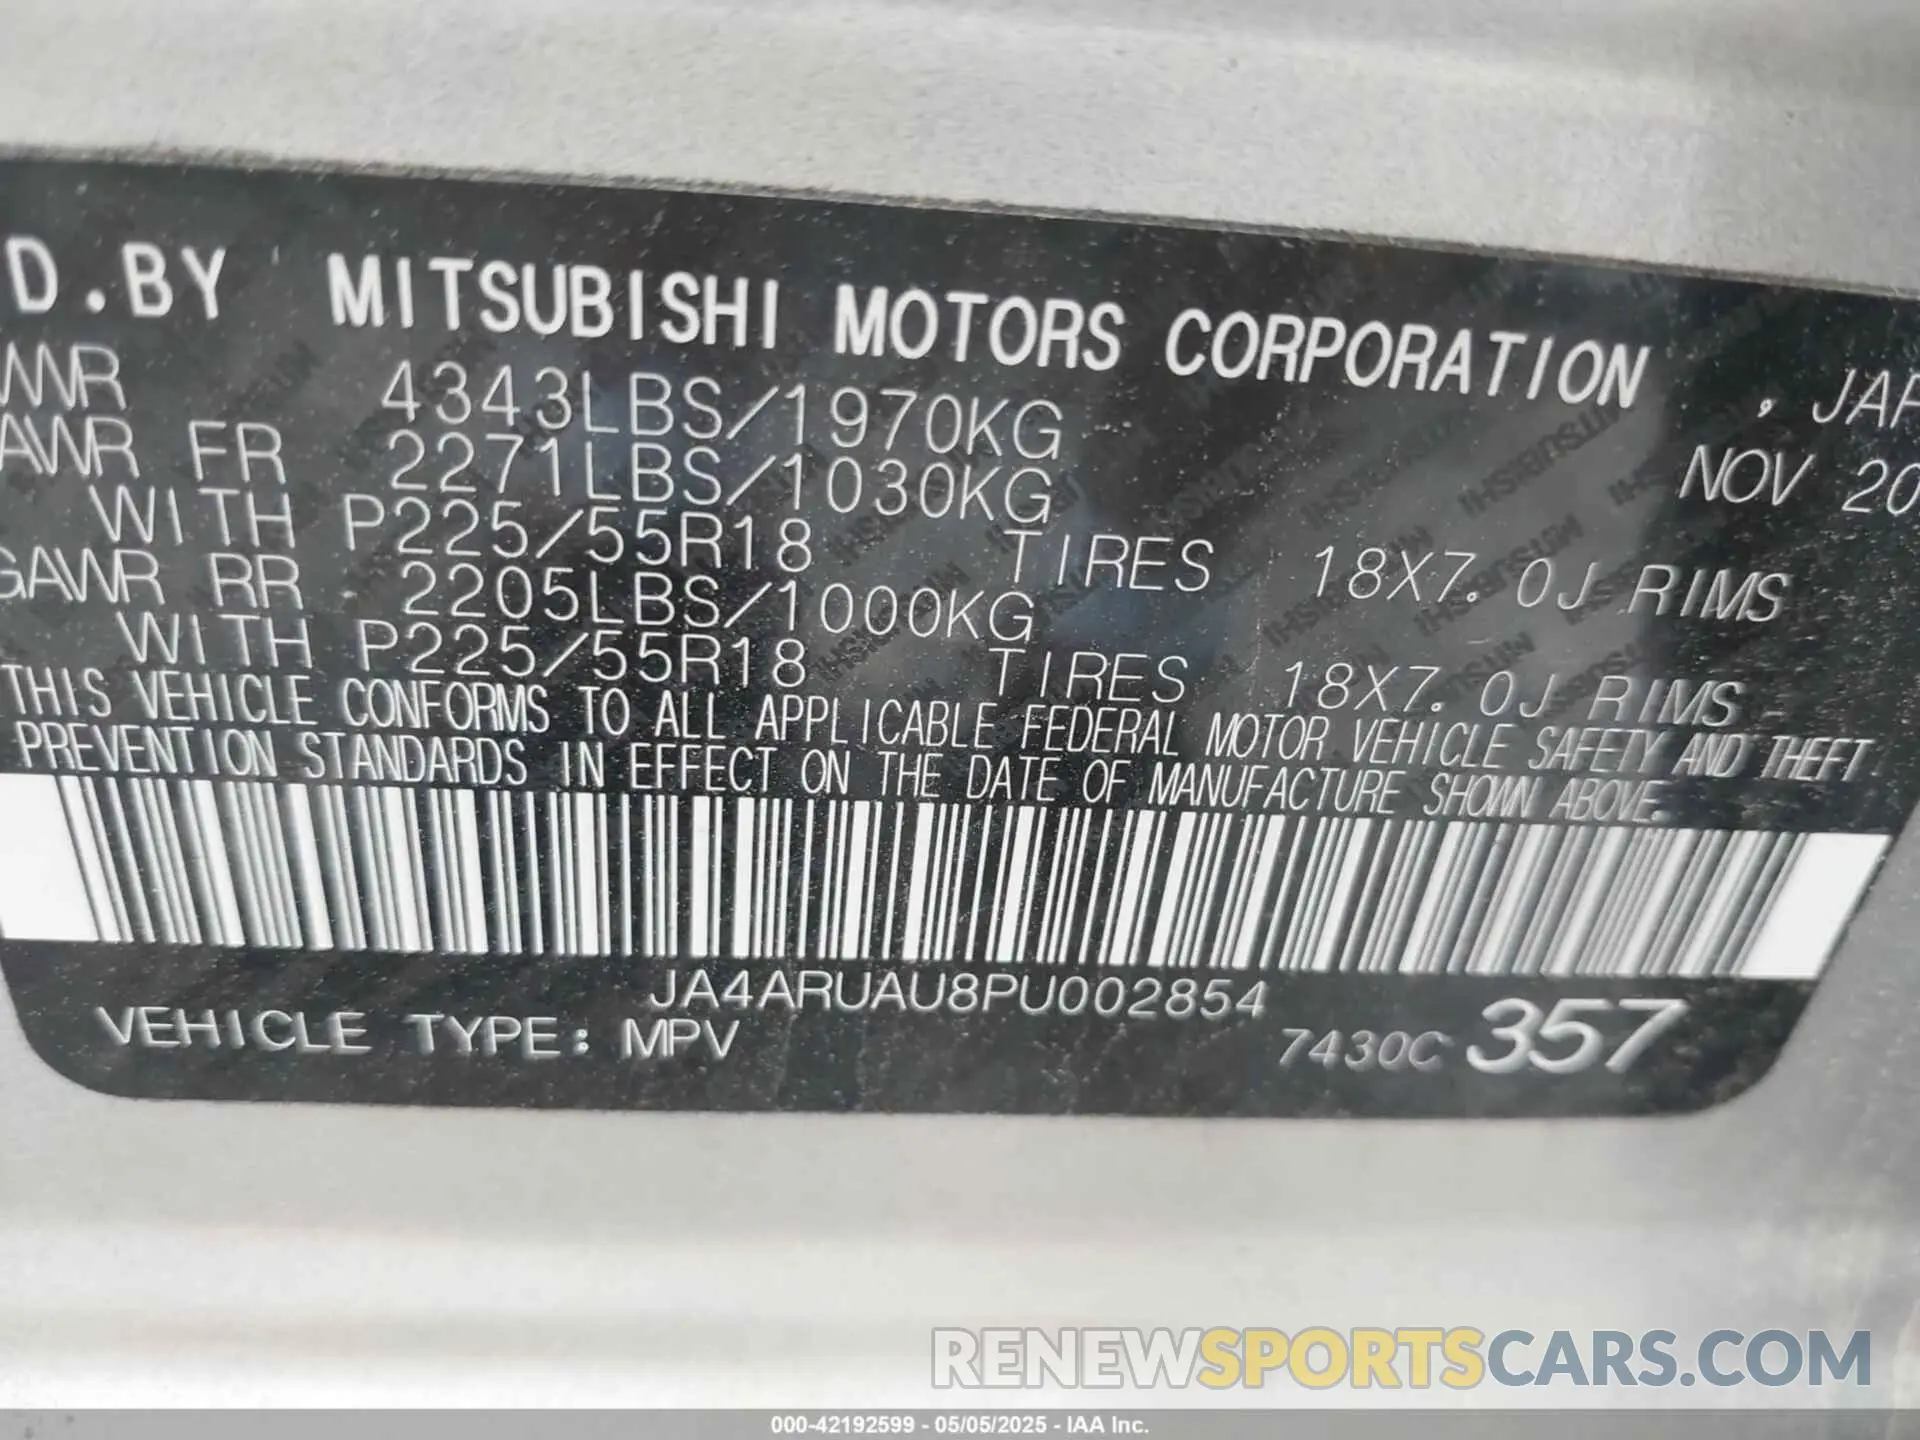 D.BY MITSUBISHI MOTORS CORPORATION , JAP
4343LBS/1970KG NOV 20
AWR FR 2271LBS/1030KG
WITH P225/55R18 TIRES 18X7.0J RIMS
GAWR RR 2205LBS/1000KG
WITH P225/55R18 TIRES 18X7.0J RIMS
THIS VEHICLE CONFORMS TO ALL APPLICABLE FEDERAL MOTOR VEHICLE SAFETY AND THEFT
PREVENTION STANDARDS IN EFFECT ON THE DATE OF MANUFACTURE SHOWN ABOVE.
JA4ARUAU8PU002854
VEHICLE TYPE: MPV 7430C 357
RENEWSPORTSCARS.COM
000-42192599 - 05/05/2025 - IAA Inc.